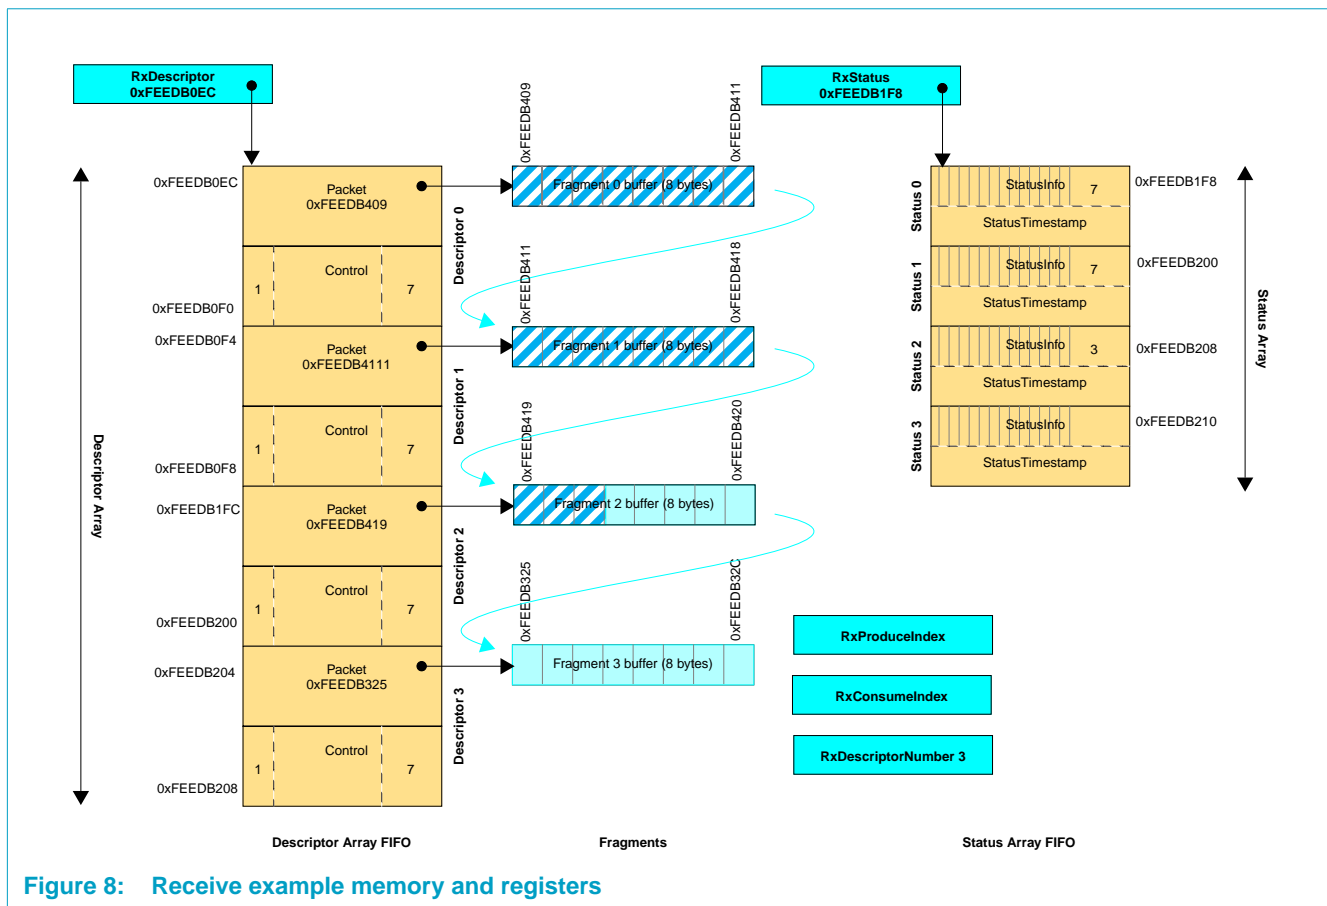 RxDescriptor
0xFEEDB0EC
RxStatus
0xFEEDB1F8
0xFEEDB409
0xFEEDB411
0xFEEDB0EC
Packet
0xFEEDB409
Descriptor 0
Fragment 0 buffer (8 bytes)
1
Control
7
0xFEEDB0F0
0xFEEDB411
0xFEEDB418
0xFEEDB0F4
Packet
0xFEEDB4111
Descriptor 1
Fragment 1 buffer (8 bytes)
1
Control
7
0xFEEDB0F8
0xFEEDB419
0xFEEDB420
0xFEEDB1FC
Packet
0xFEEDB419
Descriptor 2
Fragment 2 buffer (8 bytes)
1
Control
7
0xFEEDB200
0xFEEDB325
0xFEEDB32C
0xFEEDB204
Packet
0xFEEDB325
Descriptor 3
Fragment 3 buffer (8 bytes)
1
Control
7
0xFEEDB208
Descriptor Array
Status 0
StatusInfo
7
0xFEEDB1F8
StatusTimestamp
Status 1
StatusInfo
7
0xFEEDB200
StatusTimestamp
Status 2
StatusInfo
3
0xFEEDB208
StatusTimestamp
Status 3
StatusInfo
0xFEEDB210
StatusTimestamp
Status Array
RxProduceIndex
RxConsumeIndex
RxDescriptorNumber 3
Descriptor Array FIFO
Fragments
Status Array FIFO
Figure 8: Receive example memory and registers